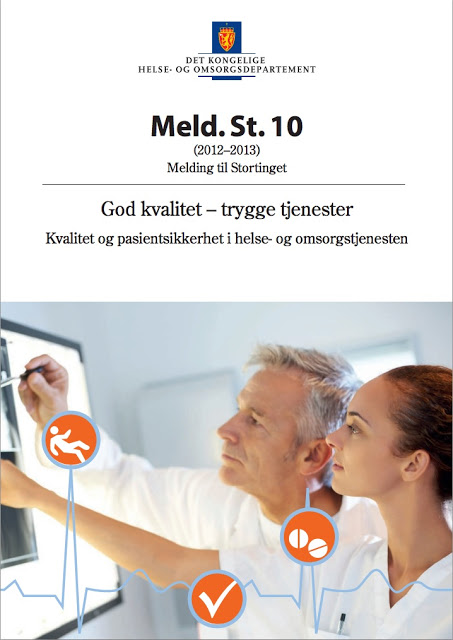 DET KONGELIGE
HELSE- OG OMSORGSDEPARTEMENT
Meld. St. 10
(2012–2013)
Melding til Stortinget
God kvalitet – trygge tjenester
Kvalitet og pasientsikkerhet i helse- og omsorgstjenesten